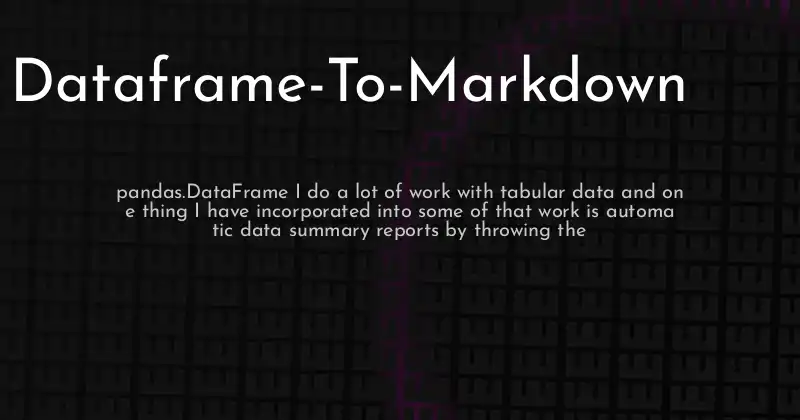 Dataframe-To-Markdown
pandas.DataFrame I do a lot of work with tabular data and on
e thing I have incorporated into some of that work is automa
tic data summary reports by throwing the